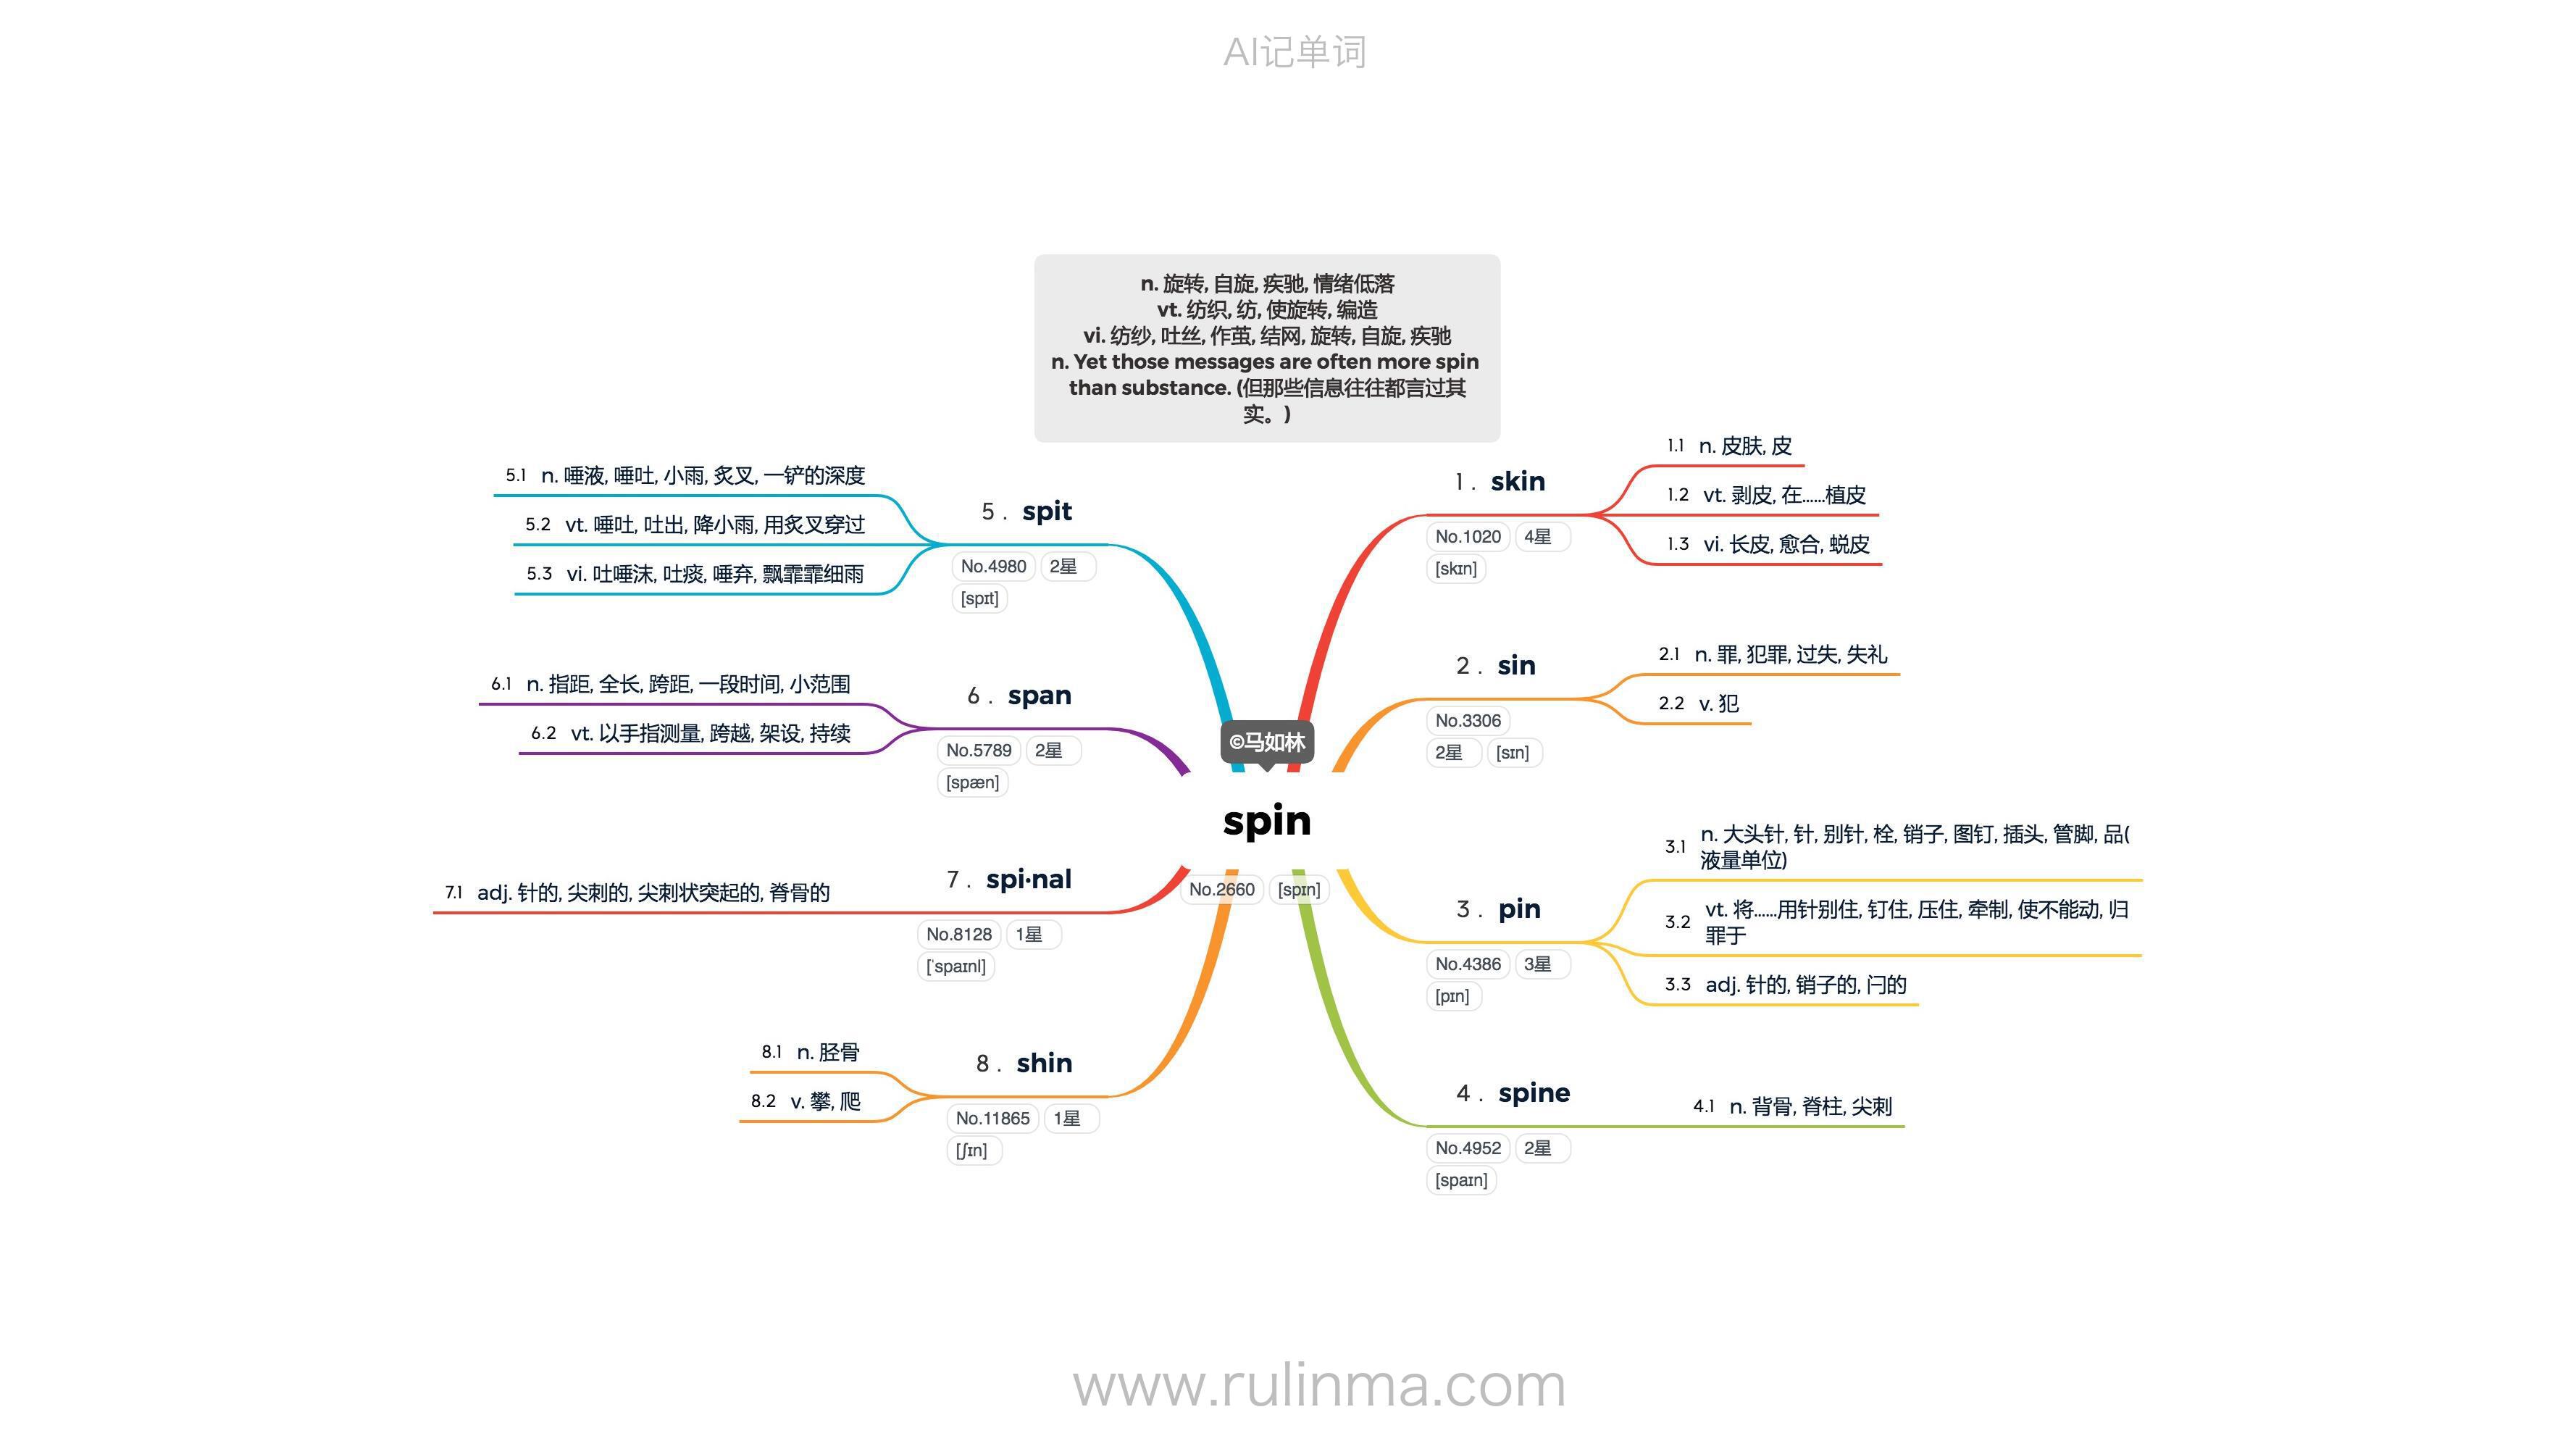 AI记单词
n. 旋转, 自旋, 疾驰, 情绪低落
vt. 纺织, 纺, 使旋转, 编造
vi. 纺纱, 吐丝, 作茧, 结网, 旋转, 自旋, 疾驰
n. Yet those messages are often more spin
than substance. (但那些信息往往都言过其
实。)
©马如林
spin
No.2660 [spɪn]
1 . skin
No.1020 4星
[skɪn]
1.1 n. 皮肤, 皮
1.2 vt. 剥皮, 在......植皮
1.3 vi. 长皮, 愈合, 蜕皮
2 . sin
No.3306
2星 [sɪn]
2.1 n. 罪, 犯罪, 过失, 失礼
2.2 v. 犯
3 . pin
No.4386 3星
[pɪn]
3.1 n. 大头针, 针, 别针, 栓, 销子, 图钉, 插头, 管脚, 品(
液量单位)
3.2 vt. 将......用针别住, 钉住, 压住, 牵制, 使不能动, 归
罪于
3.3 adj. 针的, 销子的, 闩的
4 . spine
No.4952 2星
[spaɪn]
4.1 n. 背骨, 脊柱, 尖刺
5 . spit
No.4980 2星
[spɪt]
5.1 n. 唾液, 唾吐, 小雨, 炙叉, 一铲的深度
5.2 vt. 唾吐, 吐出, 降小雨, 用炙叉穿过
5.3 vi. 吐唾沫, 吐痰, 唾弃, 飘霏霏细雨
6 . span
No.5789 2星
[spæn]
6.1 n. 指距, 全长, 跨距, 一段时间, 小范围
6.2 vt. 以手指测量, 跨越, 架设, 持续
7 . spi·nal
No.8128 1星
[ˈspaɪnl]
7.1 adj. 针的, 尖刺的, 尖刺状突起的, 脊骨的
8 . shin
No.11865 1星
[ʃɪn]
8.1 n. 胫骨
8.2 v. 攀, 爬
www.rulinma.com